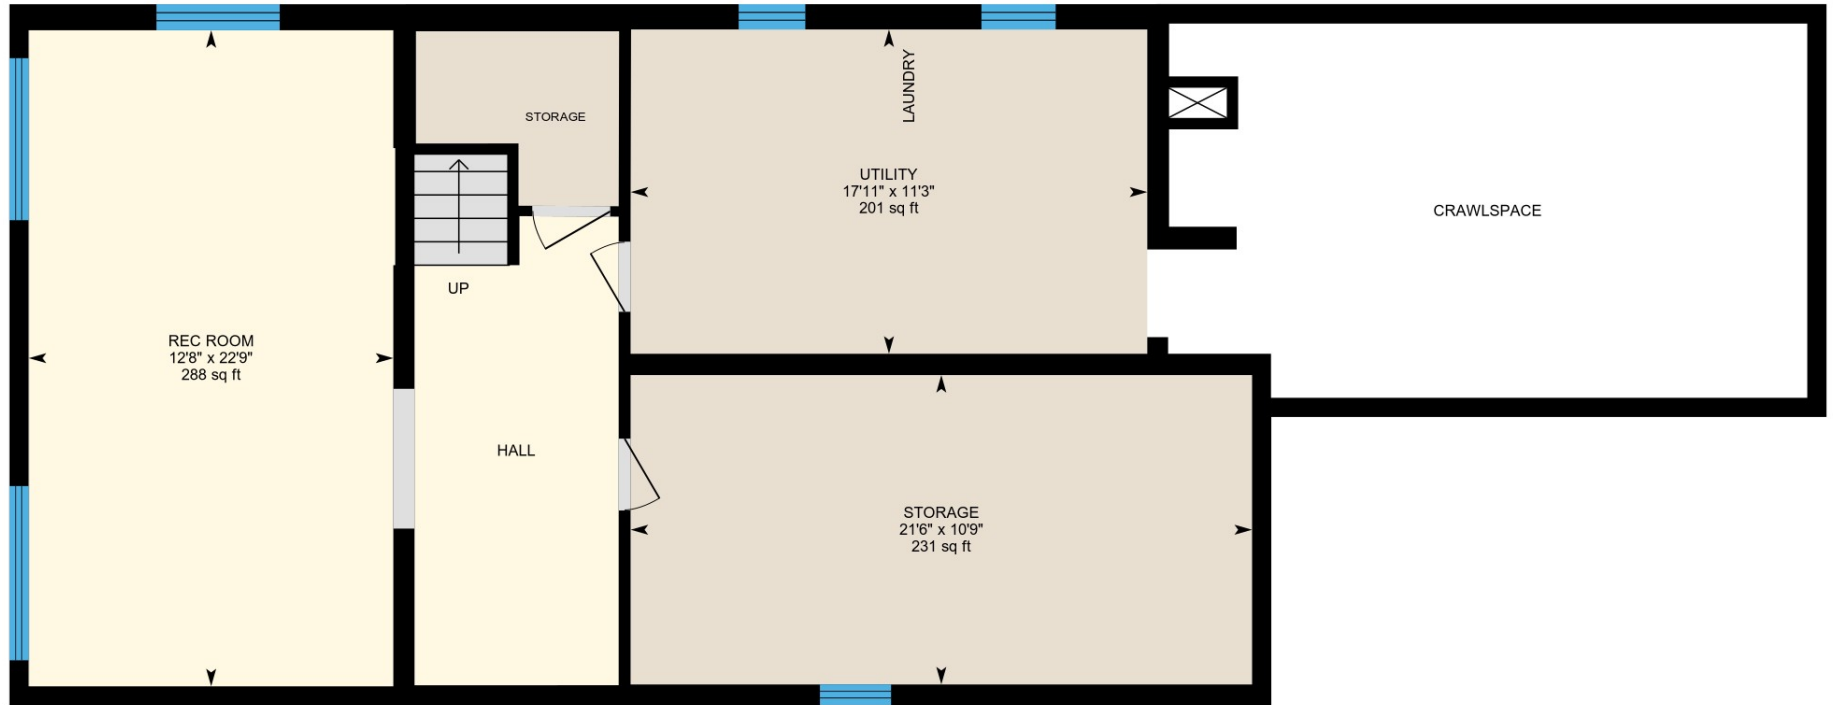 REC ROOM
12'8" x 22'9"
288 sq ft
STORAGE
UP
HALL
LAUNDRY
UTILITY
17'11" x 11'3"
201 sq ft
STORAGE
21'6" x 10'9"
231 sq ft
CRAWLSPACE